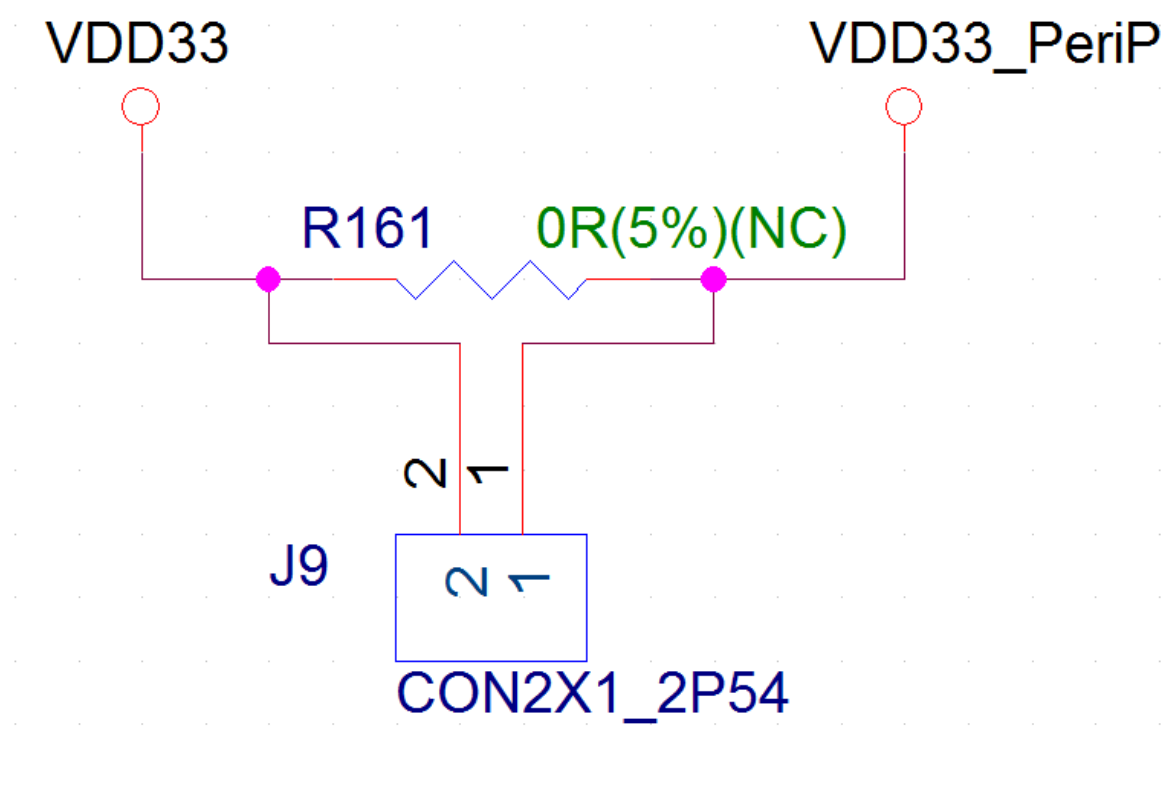 VDD33 VDD33_PeriP
R161 0R(5%)(NC)
2 1
J9 2 1
CON2X1_2P54